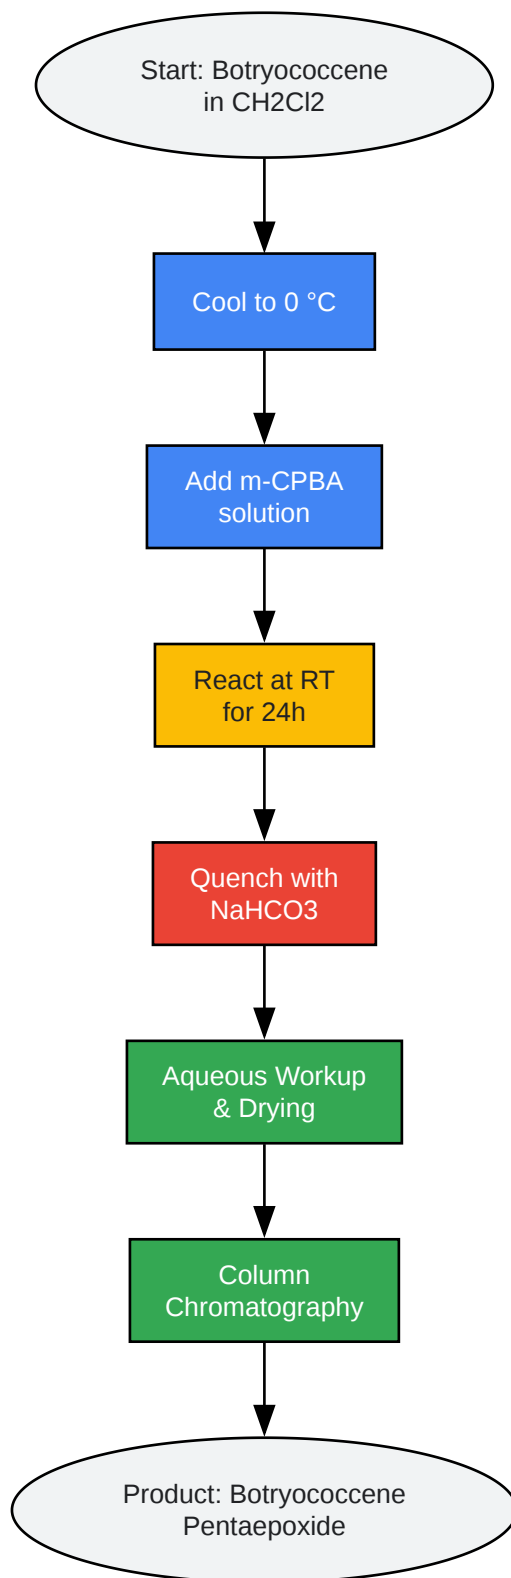 Start: Botryococcene
in CH2Cl2
Cool to 0 °C
Add m-CPBA
solution
React at RT
for 24h
Quench with
NaHCO3
Aqueous Workup
& Drying
Column
Chromatography
Product: Botryococcene
Pentaepoxide